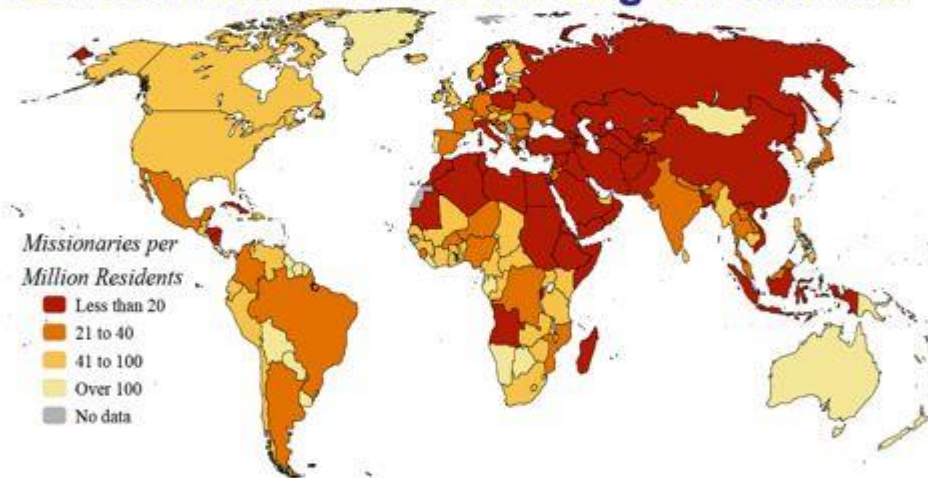 Missionaries per
Million Residents
Less than 20
21 to 40
41 to 100
Over 100
No data